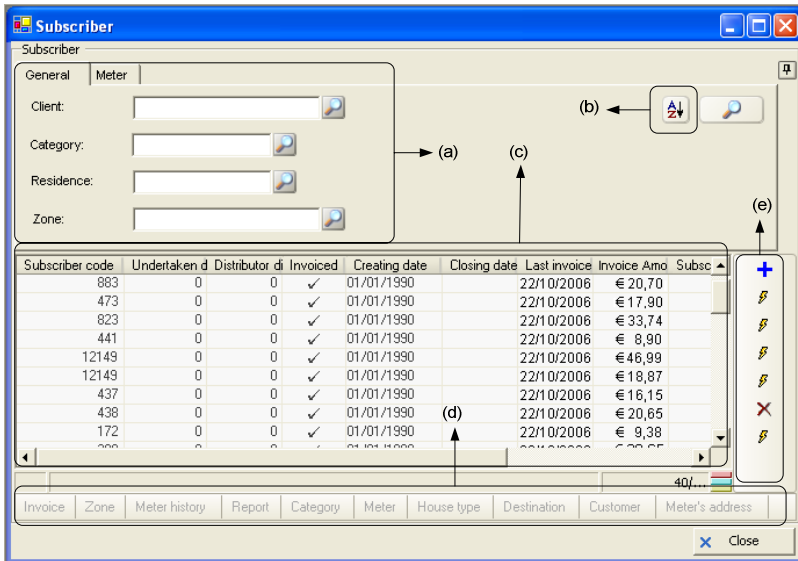 Subscriber
Subscriber
General Meter
Client:
Category:
Residence:
Zone:
(a)
(b)
A
Z
(c)
(e)
Subscriber code Undertaken d Distributor di Invoiced Creating date Closing date Last invoice Invoice Amo Subsc
883 0 0 ✓ 01/01/1990 22/10/2006 € 20,70
473 0 0 ✓ 01/01/1990 22/10/2006 € 17,90
823 0 0 ✓ 01/01/1990 22/10/2006 € 33,74
441 0 0 ✓ 01/01/1990 22/10/2006 € 8,90
12149 0 0 ✓ 01/01/1990 22/10/2006 € 46,99
12149 0 0 ✓ 01/01/1990 22/10/2006 € 18,87
437 0 0 ✓ 01/01/1990 22/10/2006 € 16,15
438 0 0 ✓ 01/01/1990 22/10/2006 € 20,65
172 0 0 ✓ 01/01/1990 22/10/2006 € 9,38
(d)
40/...
Invoice Zone Meter history Report Category Meter House type Destination Customer Meter's address
Close